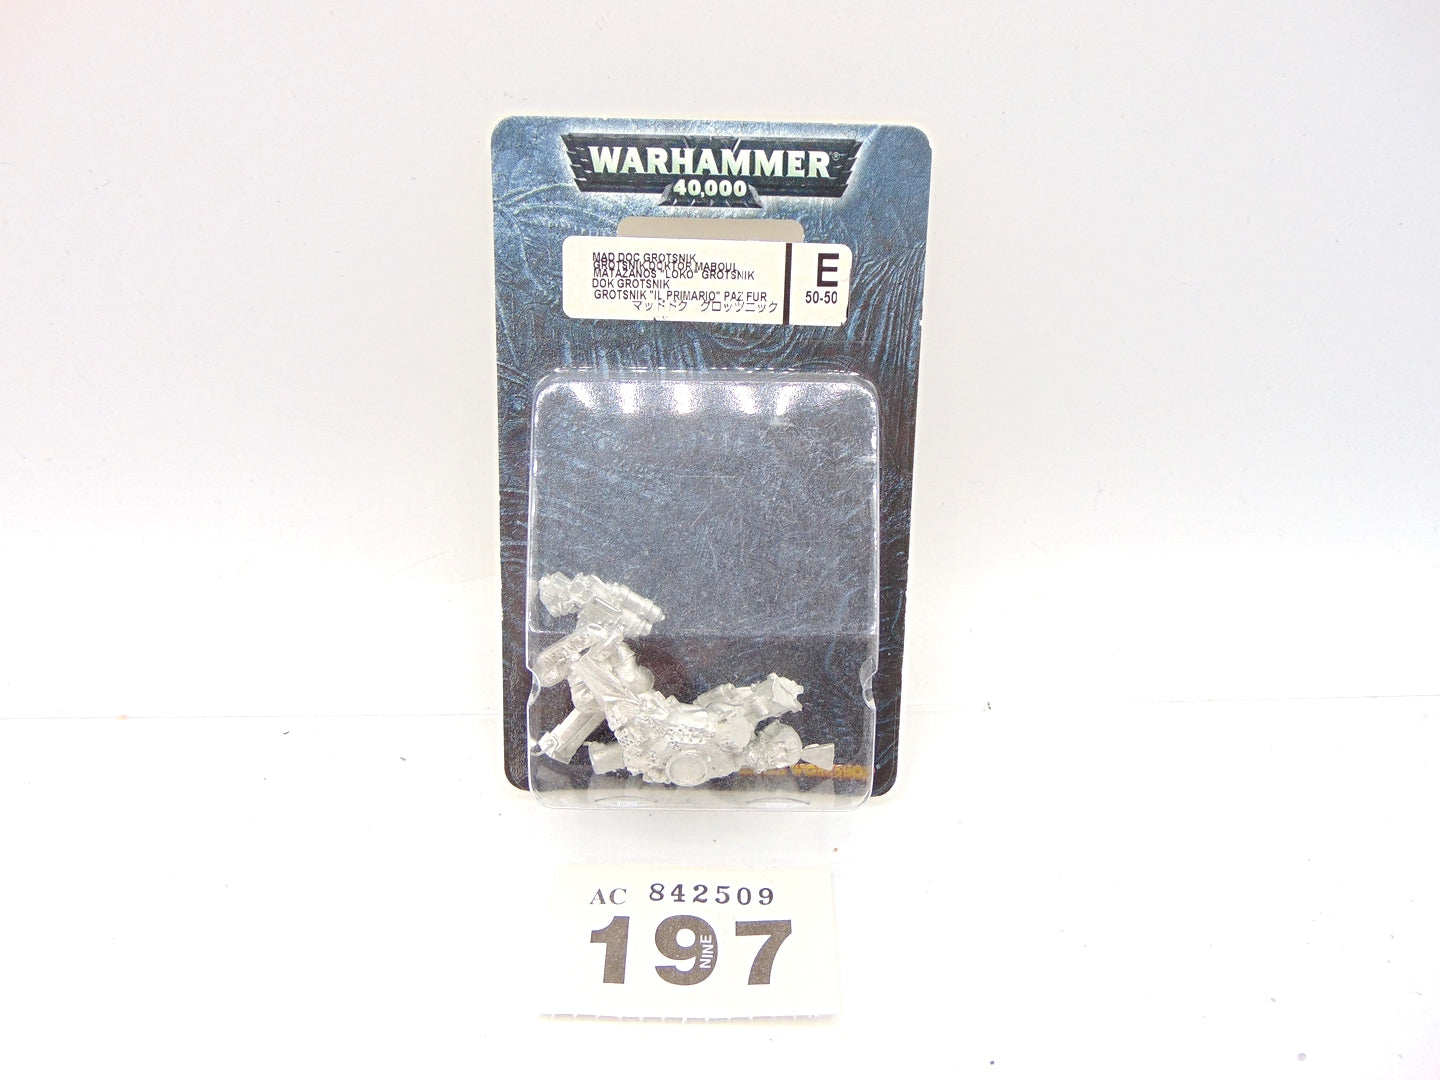 WARHAMMER®
40,000
MAD DOC GROTSNIK
GROTSNIK DOKTOR MABOUL
MATAZANOS "LOKO" GROTSNIK
DOK GROTSNIK
GROTSNIK "IL PRIMARIO" PAZ FUR
マッド ドク グロッツニック
E
50-50
AC 842509
197
NINE